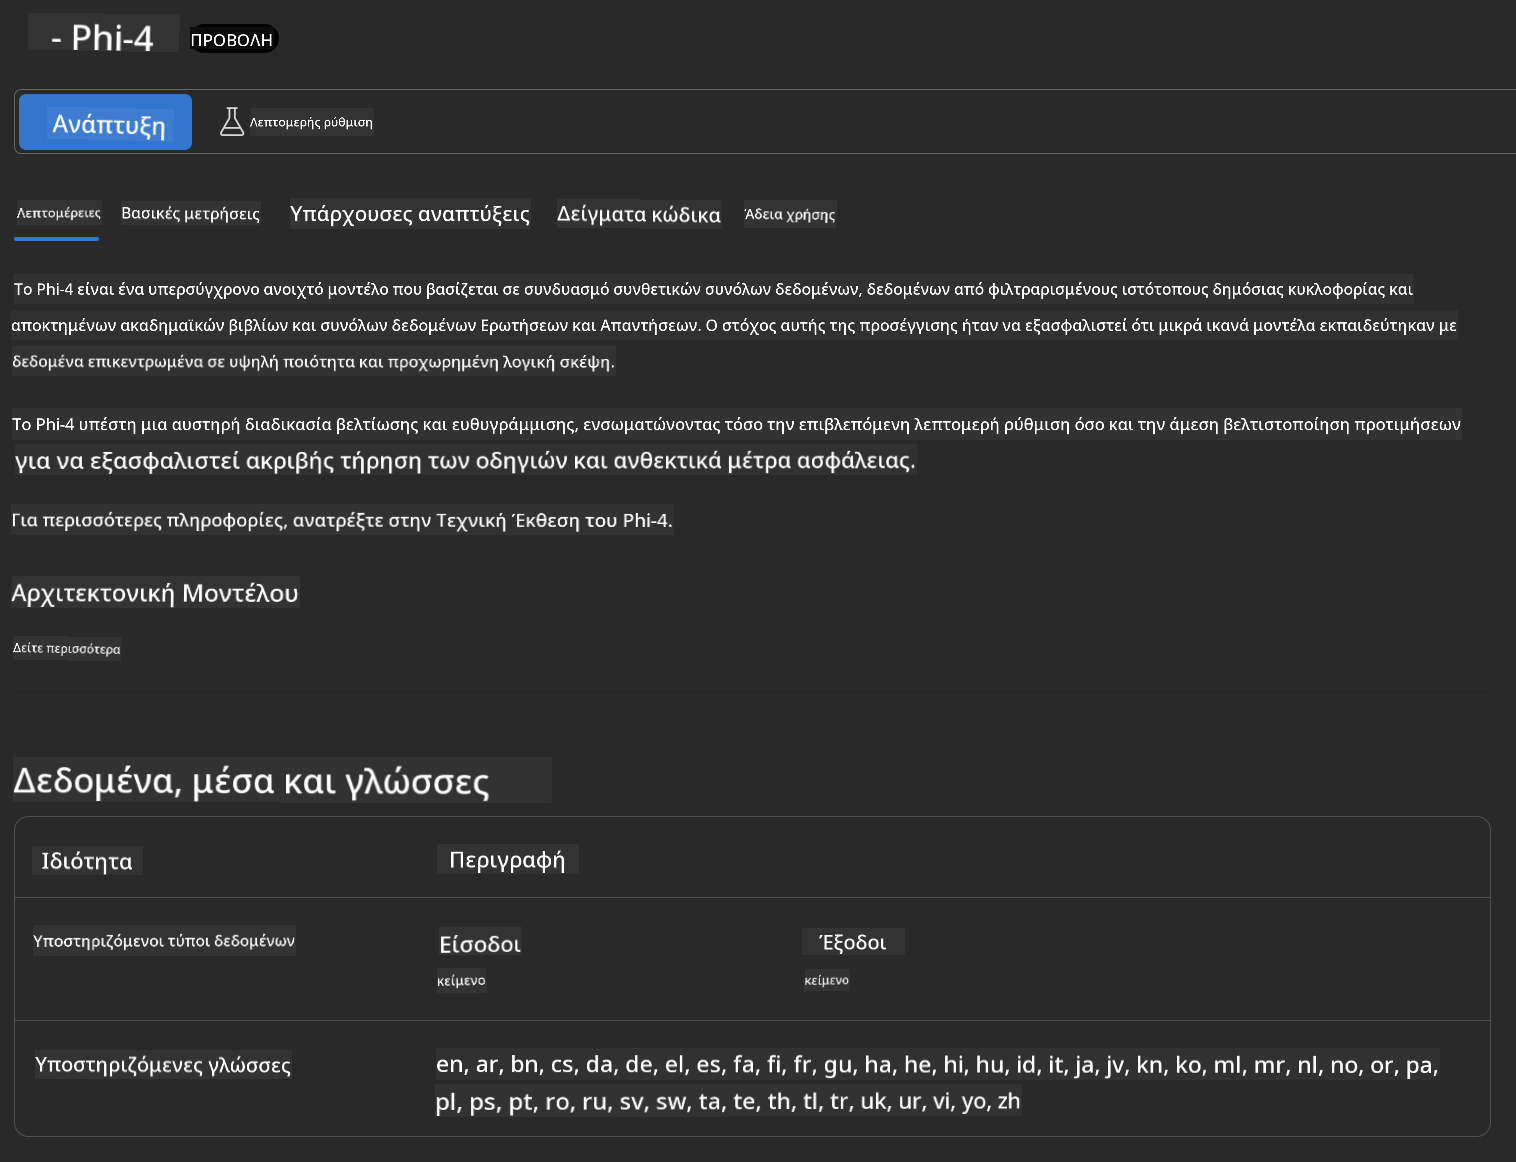 - Phi-4 ΠΡΟΒΟΛΗ
Ανάπτυξη Λεπτομερής ρύθμιση
Λεπτομέρειες Βασικές μετρήσεις Υπάρχουσες αναπτύξεις Δείγματα κώδικα Άδεια χρήσης
Το Phi-4 είναι ένα υπερσύγχρονο ανοιχτό μοντέλο που βασίζεται σε συνδυασμό συνθετικών συνόλων δεδομένων, δεδομένων από φιλτραρισμένους ιστότοπους δημόσιας κυκλοφορίας και
αποκτημένων ακαδημαϊκών βιβλίων και συνόλων δεδομένων Ερωτήσεων και Απαντήσεων. Ο στόχος αυτής της προσέγγισης ήταν να εξασφαλιστεί ότι μικρά ικανά μοντέλα εκπαιδεύτηκαν με
δεδομένα επικεντρωμένα σε υψηλή ποιότητα και προχωρημένη λογική σκέψη.
Το Phi-4 υπέστη μια αυστηρή διαδικασία βελτίωσης και ευθυγράμμισης, ενσωματώνοντας τόσο την επιβλεπόμενη λεπτομερή ρύθμιση όσο και την άμεση βελτιστοποίηση προτιμήσεων
για να εξασφαλιστεί ακριβής τήρηση των οδηγιών και ανθεκτικά μέτρα ασφάλειας.
Για περισσότερες πληροφορίες, ανατρέξτε στην Τεχνική Έκθεση του Phi-4.
Αρχιτεκτονική Μοντέλου
Δείτε περισσότερα
Δεδομένα, μέσα και γλώσσες
Ιδιότητα Περιγραφή
Υποστηριζόμενοι τύποι δεδομένων Είσοδοι Έξοδοι
κείμενο κείμενο
Υποστηριζόμενες γλώσσες en, ar, bn, cs, da, de, el, es, fa, fi, fr, gu, ha, he, hi, hu, id, it, ja, jv, kn, ko, ml, mr, nl, no, or, pa,
pl, ps, pt, ro, ru, sv, sw, ta, te, th, tl, tr, uk, ur, vi, yo, zh